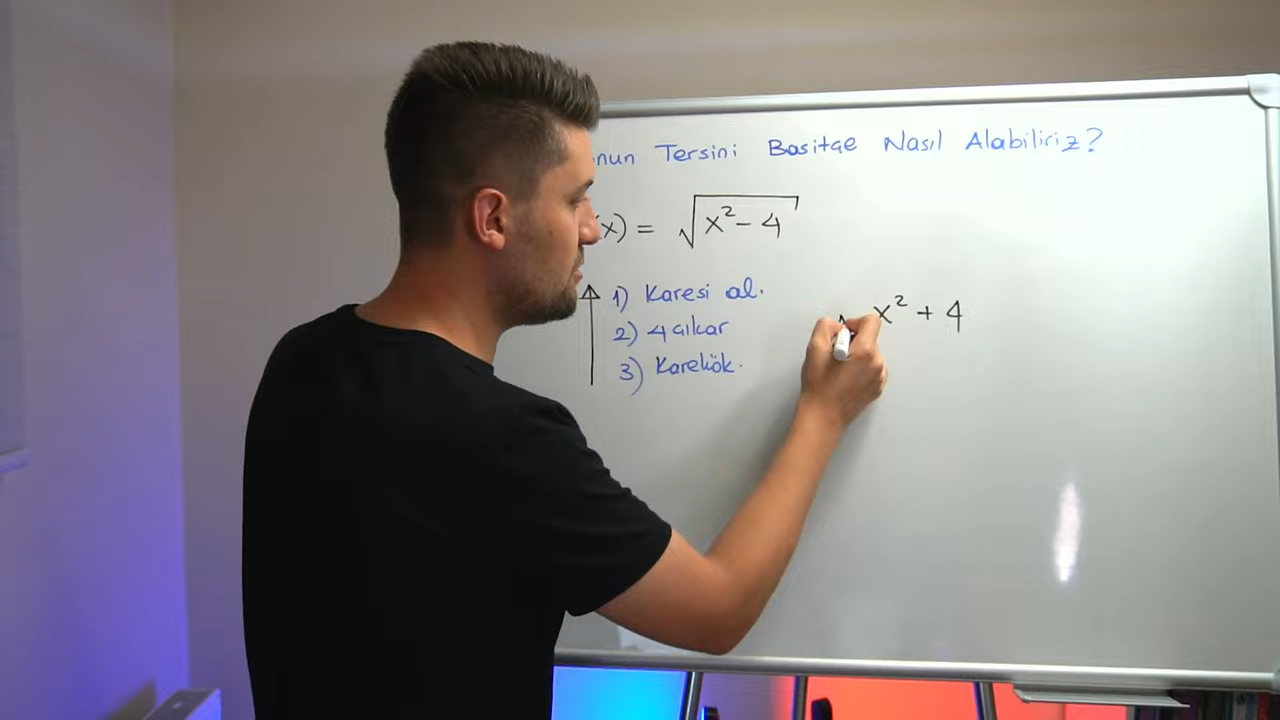 nun Tersini Basitçe Nasıl Alabiliriz?
(x) = √x²-4
1) Karesi al.
2) 4 çıkar
3) Karekök.
x² + 4